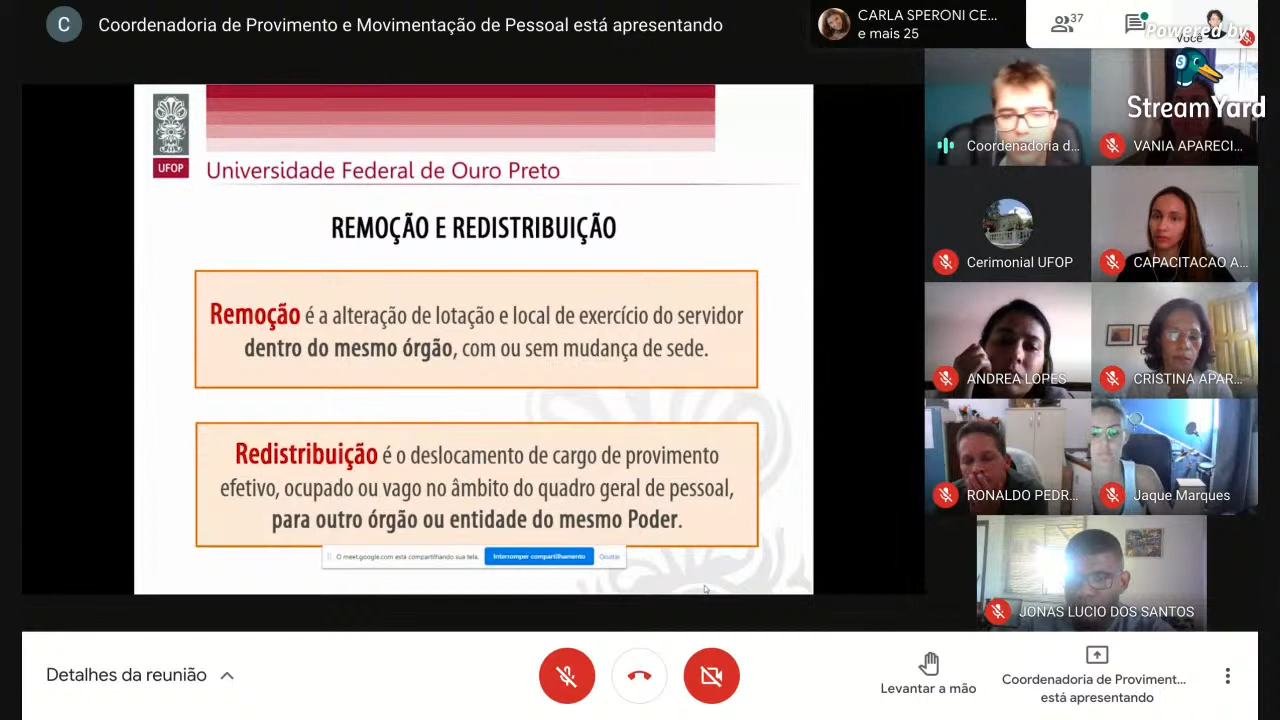 C
Coordenadoria de Provimento e Movimentação de Pessoal está apresentando
CARLA SPERONI CE...
e mais 25
37
Você
Powered by
StreamYard
UFOP
Universidade Federal de Ouro Preto
REMOÇÃO E REDISTRIBUIÇÃO
Remoção é a alteração de lotação e local de exercício do servidor
dentro do mesmo órgão, com ou sem mudança de sede.
Redistribuição é o deslocamento de cargo de provimento
efetivo, ocupado ou vago no âmbito do quadro geral de pessoal,
para outro órgão ou entidade do mesmo Poder.
O meet.google.com está compartilhando sua tela.
Interromper compartilhamento
Ocultar
Coordenadoria d...
VANIA APARECI...
Cerimonial UFOP
CAPACITACAO A...
ANDREA LOPES
CRISTINA APAR...
RONALDO PEDR...
Jaque Marques
JONAS LUCIO DOS SANTOS
Detalhes da reunião
Levantar a mão
Coordenadoria de Proviment...
está apresentando